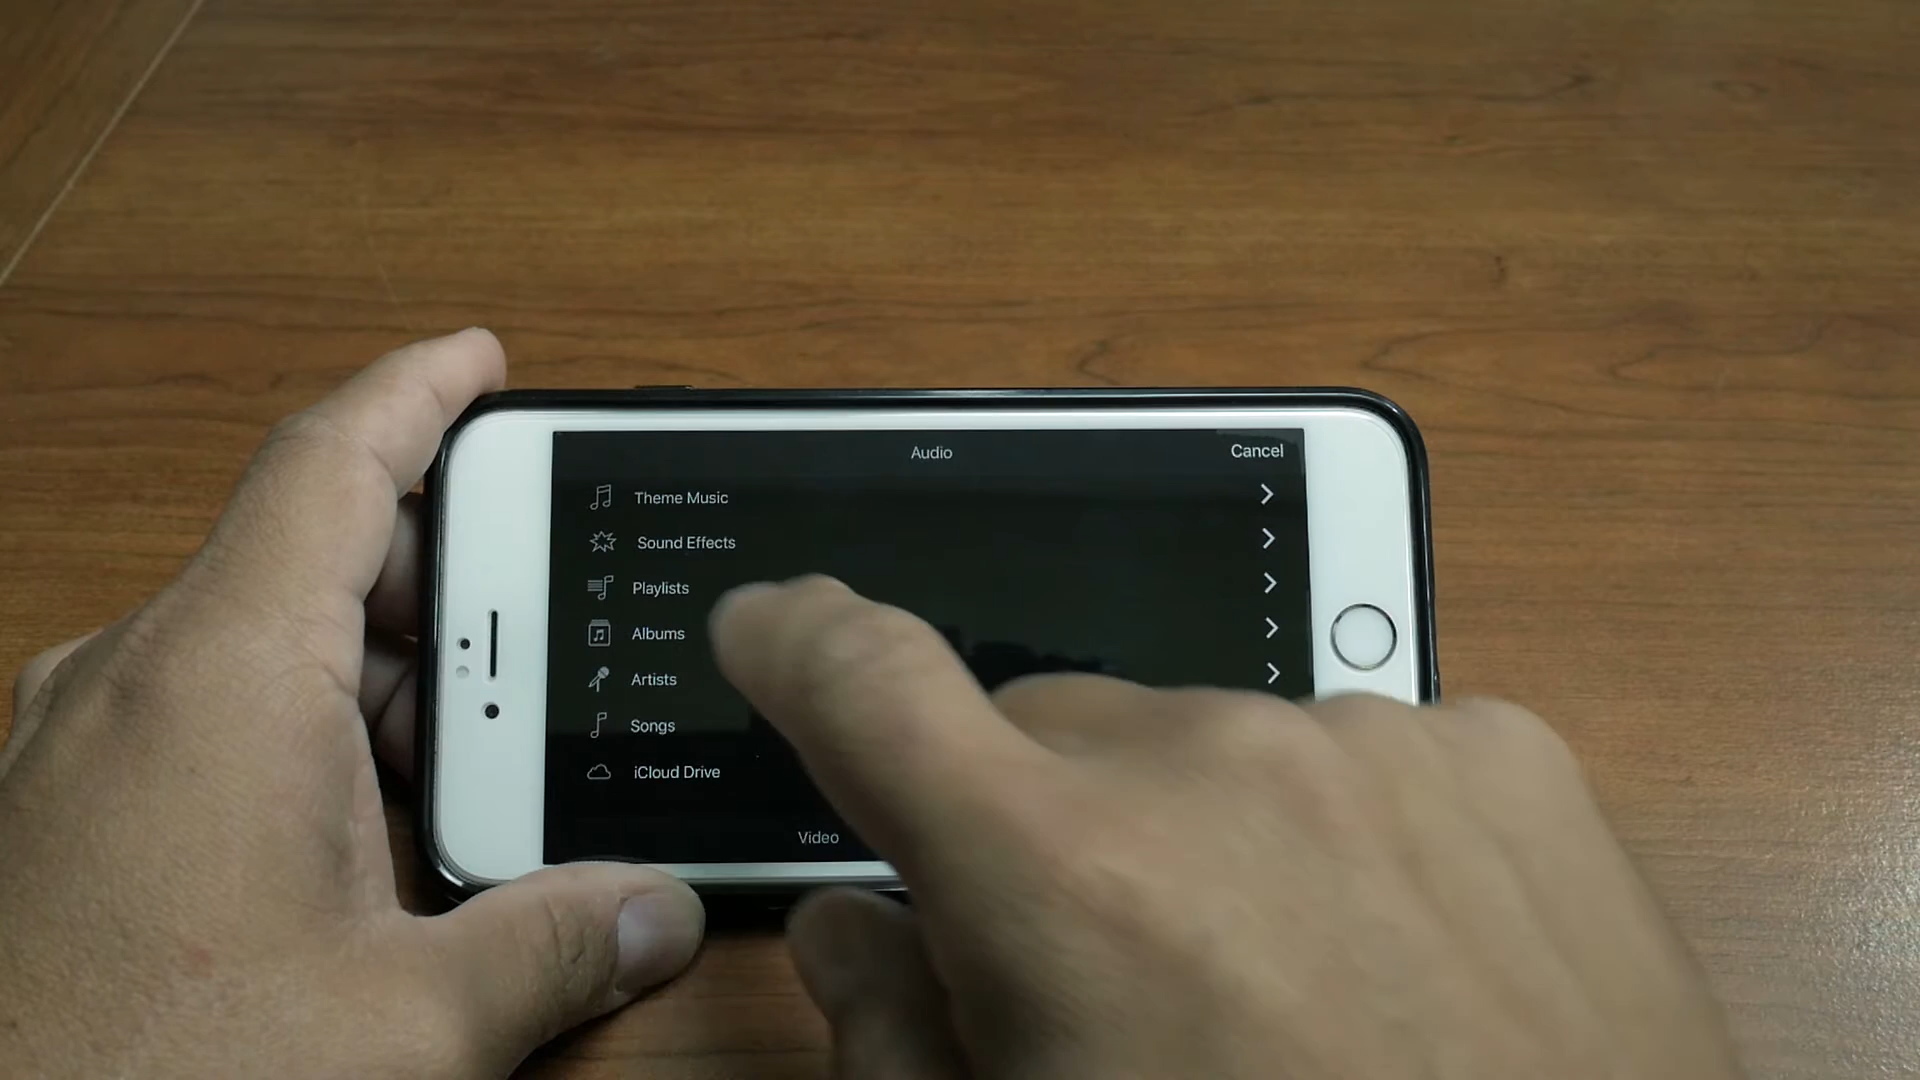 Audio
Cancel
Theme Music
Sound Effects
Playlists
Albums
Artists
Songs
iCloud Drive
Video